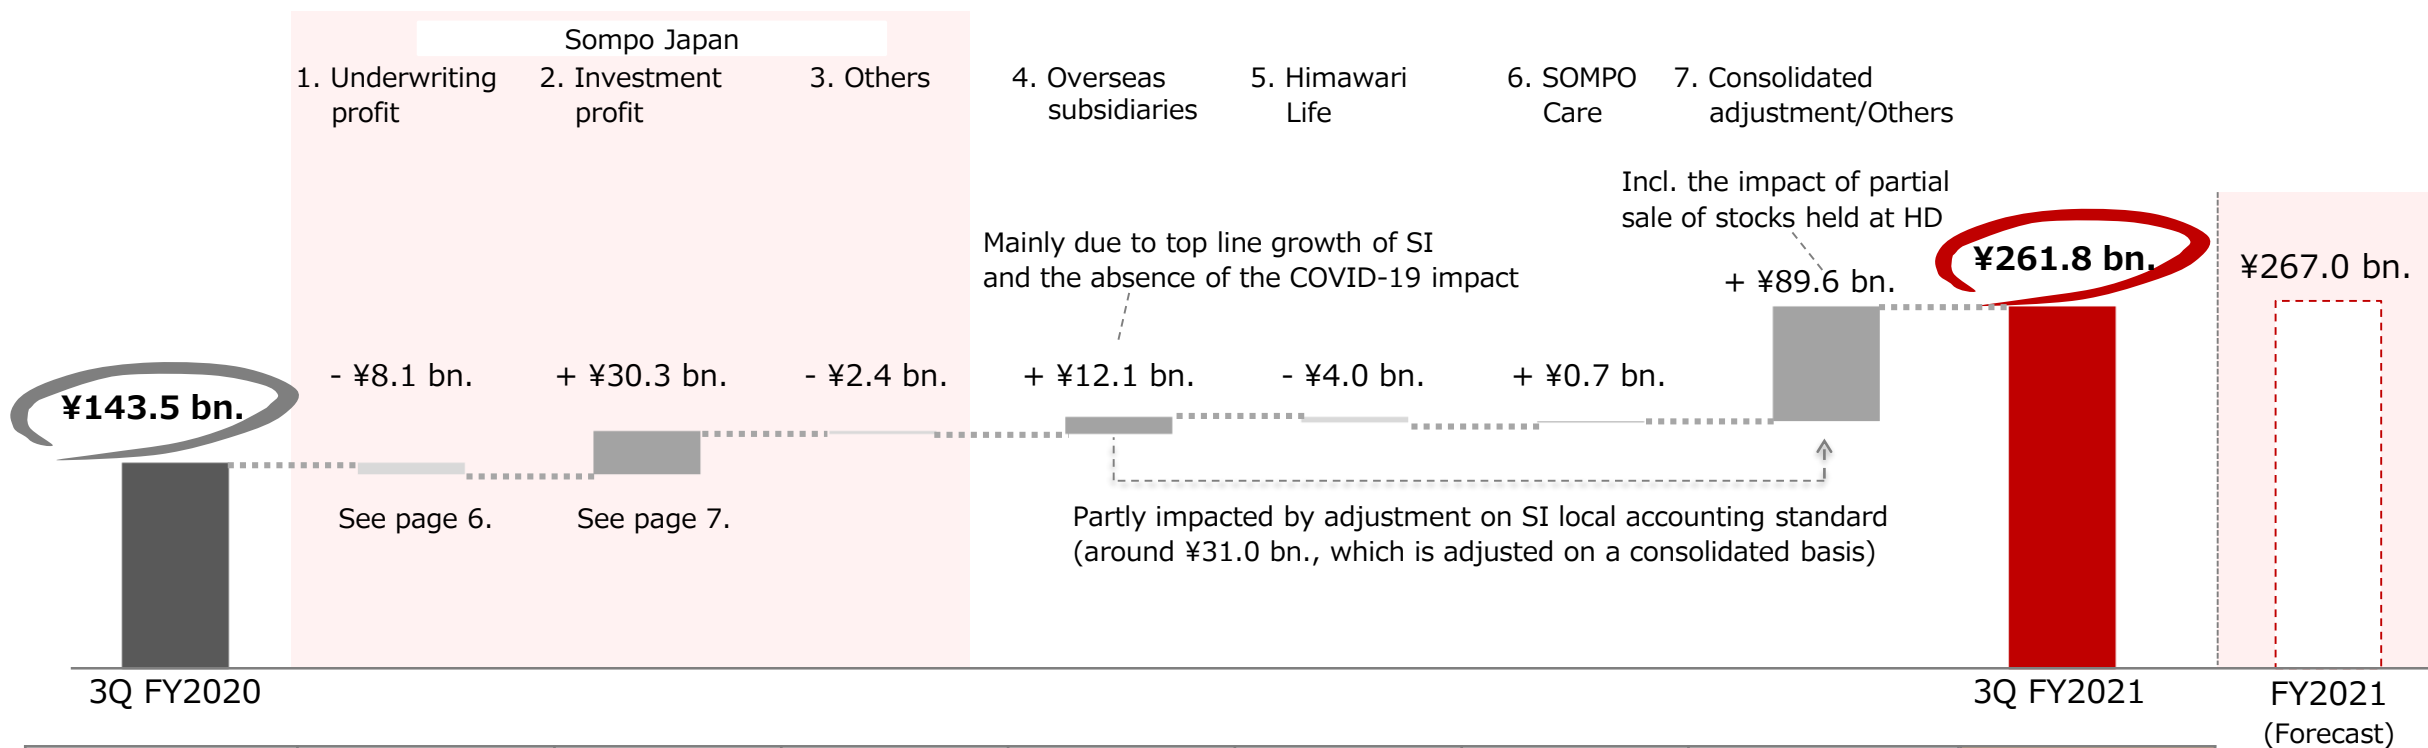 Sompo Japan
1. Underwriting
profit
2. Investment
profit
3. Others
4. Overseas
subsidiaries
5. Himawari
Life
6. SOMPO
Care
7. Consolidated
adjustment/Others
Incl. the impact of partial
sale of stocks held at HD
Mainly due to top line growth of SI
and the absence of the COVID-19 impact
¥143.5 bn.
- ¥8.1 bn.
+ ¥30.3 bn.
- ¥2.4 bn.
+ ¥12.1 bn.
- ¥4.0 bn.
+ ¥0.7 bn.
+ ¥89.6 bn.
¥261.8 bn.
¥267.0 bn.
See page 6.
See page 7.
Partly impacted by adjustment on SI local accounting standard
(around ¥31.0 bn., which is adjusted on a consolidated basis)
3Q FY2020
3Q FY2021
FY2021
(Forecast)